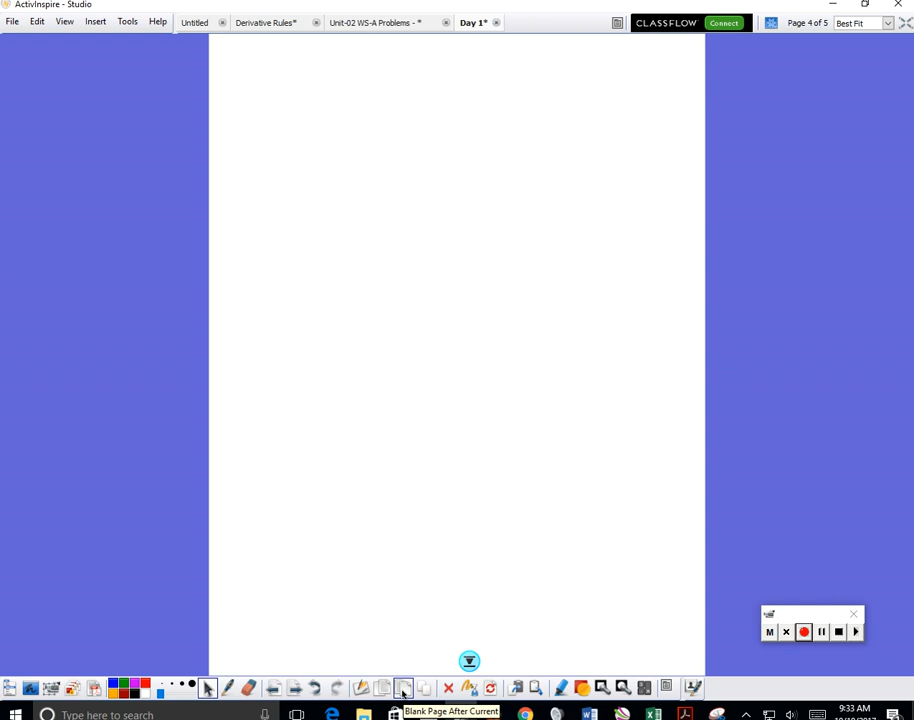 ActivInspire - Studio
File Edit View Insert Tools Help
Untitled
Derivative Rules*
Unit-02 WS-A Problems - *
Day 1*
CLASSFLOW Connect
Page 4 of 5
Best Fit
M
Blank Page After Current
Type here to search
9:33 AM